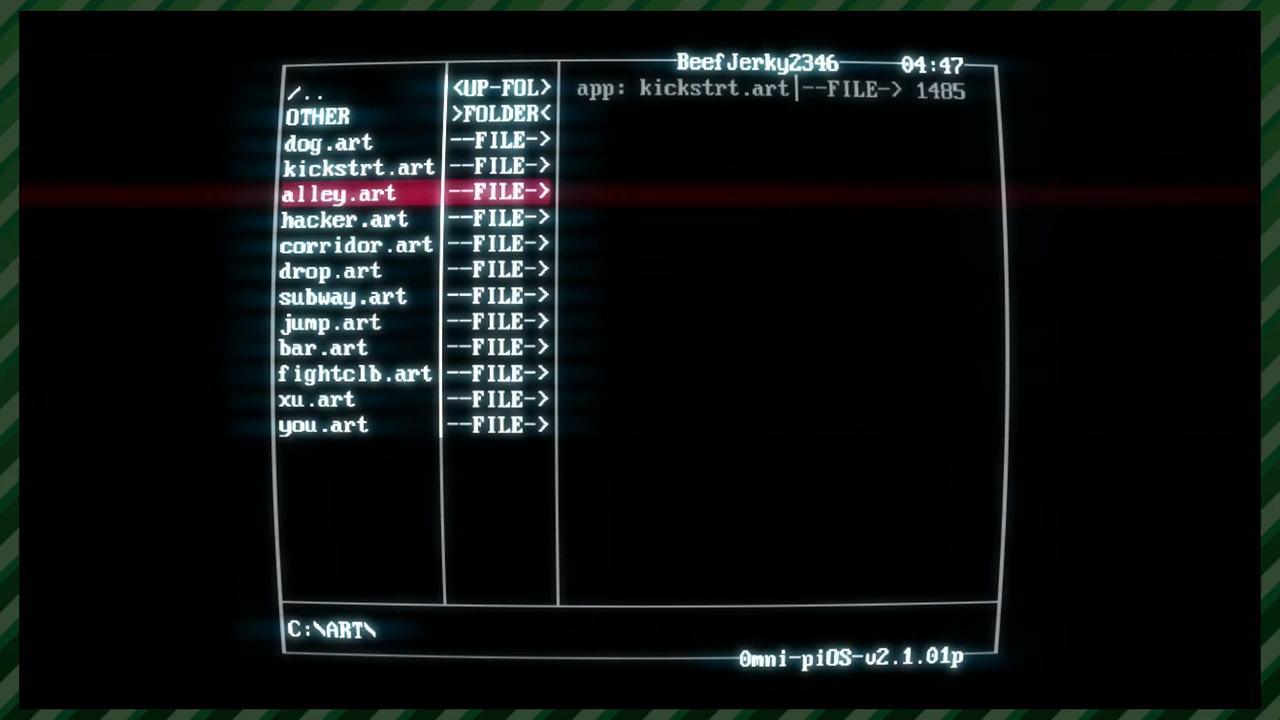 BeefJerky2346 04:47
/.. <UP-FOL> app: kickstrt.art|--FILE-> 1485
OTHER >FOLDER<
dog.art --FILE->
kickstrt.art --FILE->
alley.art --FILE->
hacker.art --FILE->
corridor.art --FILE->
drop.art --FILE->
subway.art --FILE->
jump.art --FILE->
bar.art --FILE->
fightclb.art --FILE->
xu.art --FILE->
you.art --FILE->
C:\ART\
0mni-piOS-v2.1.01p